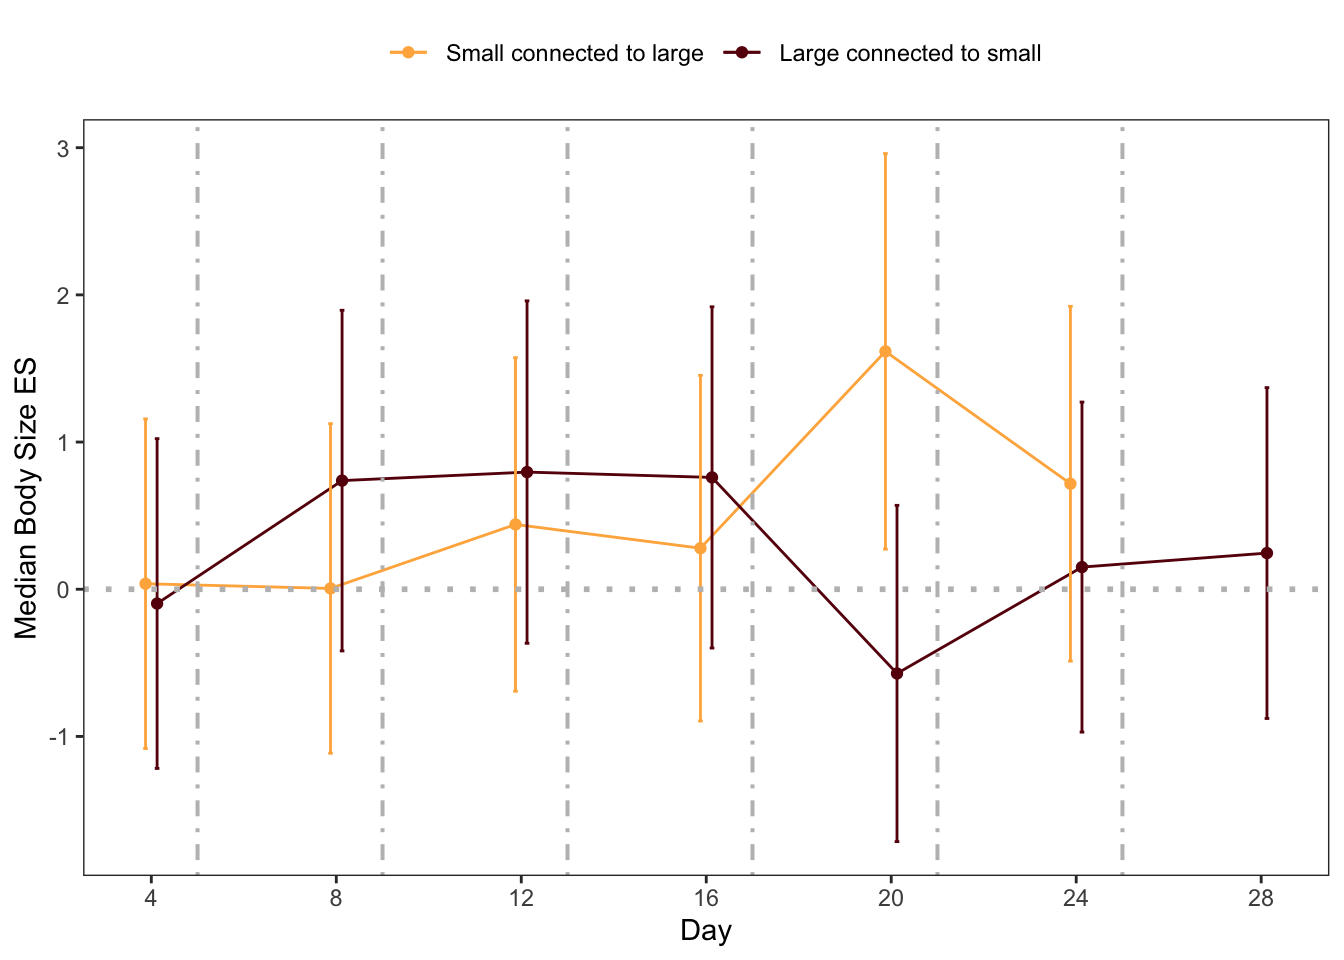 Small connected to large Large connected to small
3
2
1
0
-1
Median Body Size ES
4 8 12 16 20 24 28
Day